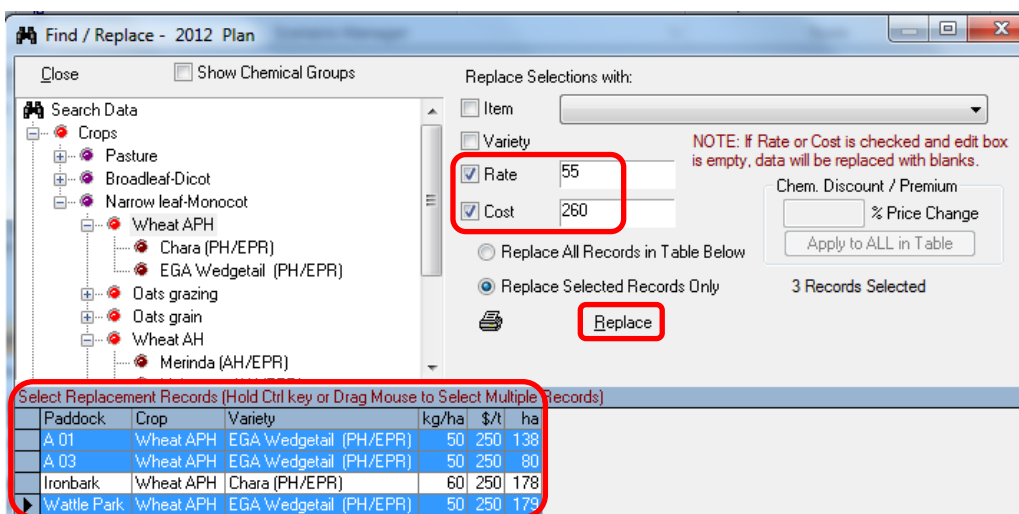 Find / Replace - 2012 Plan
Close
Show Chemical Groups
Replace Selections with:
Search Data
Item
Crops
Variety
NOTE: If Rate or Cost is checked and edit box
is empty, data will be replaced with blanks.
Pasture
Rate 55
Broadleaf-Dicot
Chem. Discount / Premium
Narrow leaf-Monocot
Cost 260
% Price Change
Wheat APH
Chara (PH/EPR)
Replace All Records in Table Below
Apply to ALL in Table
EGA Wedgetail (PH/EPR)
Oats grazing
Replace Selected Records Only
3 Records Selected
Oats grain
Replace
Wheat AH
Merinda (AH/EPR)
Select Replacement Records (Hold Ctrl key or Drag Mouse to Select Multiple Records)
Paddock Crop Variety kg/ha $/t ha
A 01 Wheat APH EGA Wedgetail (PH/EPR) 50 250 138
A 03 Wheat APH EGA Wedgetail (PH/EPR) 50 250 80
Ironbark Wheat APH Chara (PH/EPR) 60 250 178
Wattle Park Wheat APH EGA Wedgetail (PH/EPR) 50 250 179